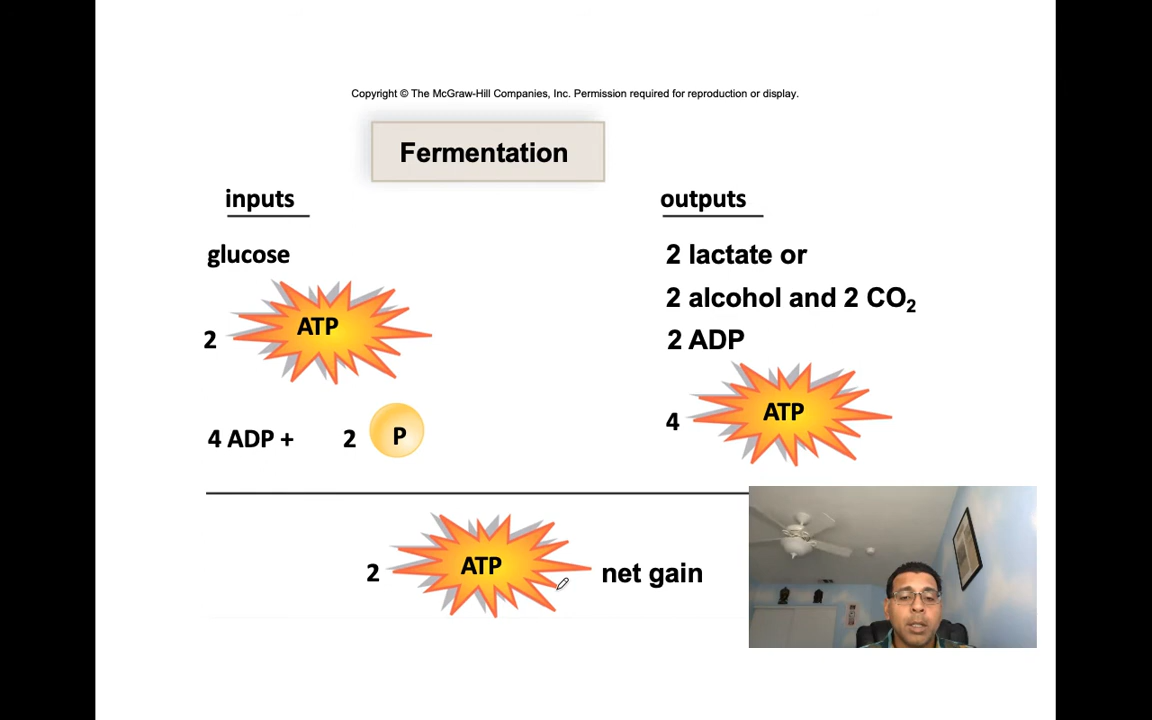 Copyright © The McGraw-Hill Companies, Inc. Permission required for reproduction or display.
Fermentation
inputs
outputs
glucose
2 lactate or
2 alcohol and 2 CO₂
2 ATP
2 ADP
4 ATP
4 ADP + 2 P
2 ATP net gain